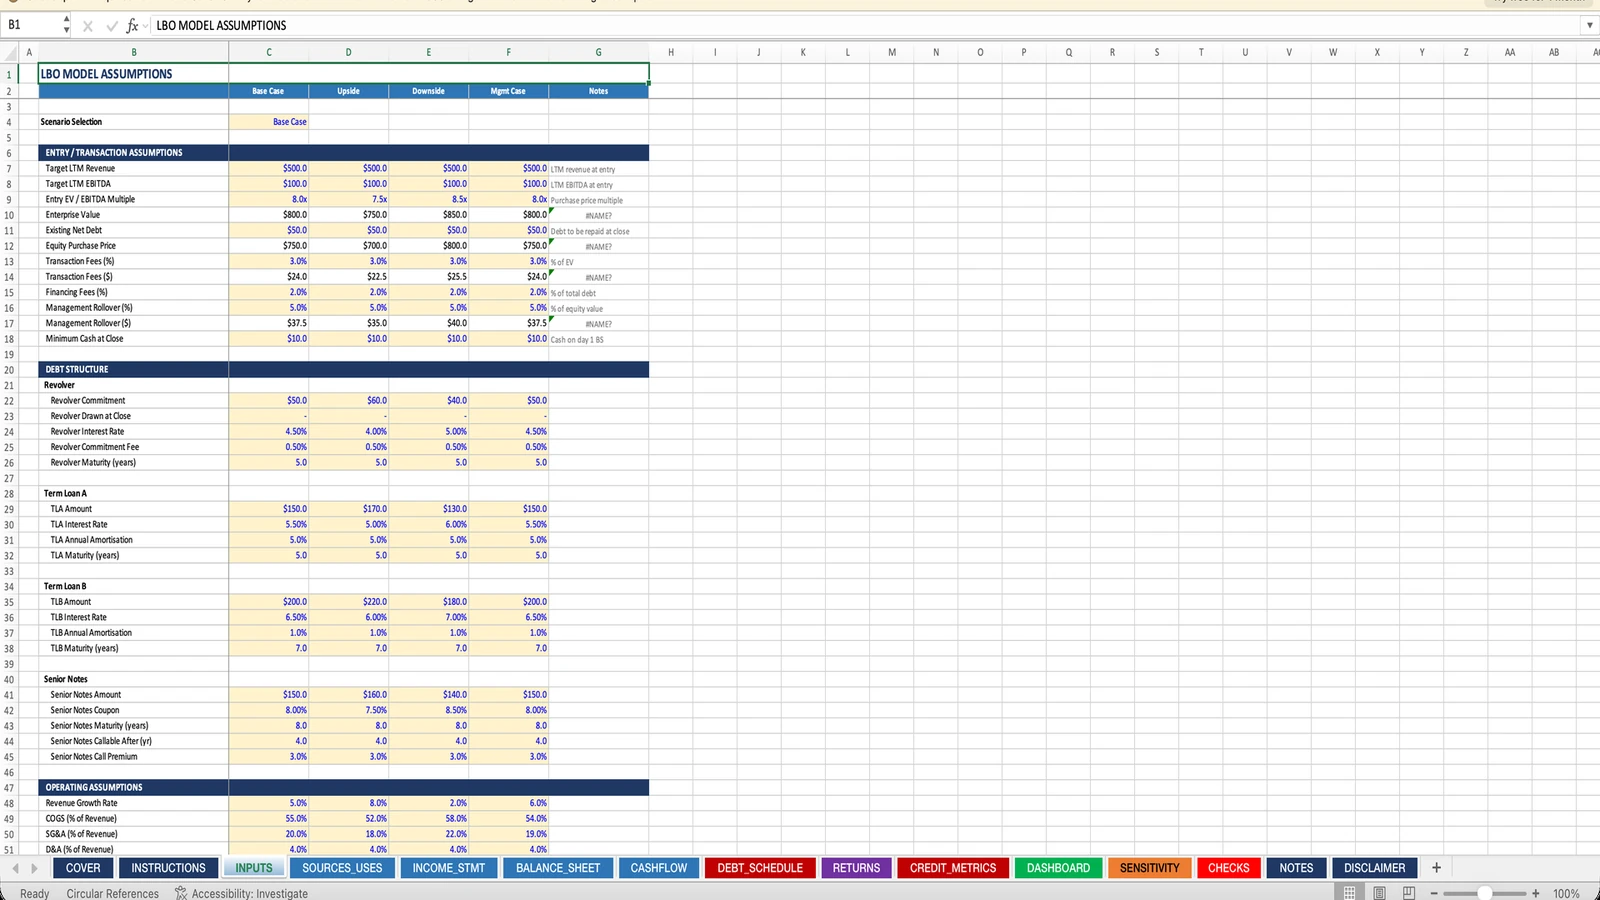 B1 fx LBO MODEL ASSUMPTIONS
A B C D E F G H I J K L M N O P Q R S T U V W X Y Z AA AB
1 LBO MODEL ASSUMPTIONS
2 Base Case Upside Downside Mgmt Case Notes
3
4 Scenario Selection Base Case
5
6 ENTRY / TRANSACTION ASSUMPTIONS
7 Target LTM Revenue $500.0 $500.0 $500.0 $500.0 LTM revenue at entry
8 Target LTM EBITDA $100.0 $100.0 $100.0 $100.0 LTM EBITDA at entry
9 Entry EV / EBITDA Multiple 8.0x 7.5x 8.5x 8.0x Purchase price multiple
10 Enterprise Value $800.0 $750.0 $850.0 $800.0 #NAME?
11 Existing Net Debt $50.0 $50.0 $50.0 $50.0 Debt to be repaid at close
12 Equity Purchase Price $750.0 $700.0 $800.0 $750.0 #NAME?
13 Transaction Fees (%) 3.0% 3.0% 3.0% 3.0% % of EV
14 Transaction Fees ($) $24.0 $22.5 $25.5 $24.0 #NAME?
15 Financing Fees (%) 2.0% 2.0% 2.0% 2.0% % of total debt
16 Management Rollover (%) 5.0% 5.0% 5.0% 5.0% % of equity value
17 Management Rollover ($) $37.5 $35.0 $40.0 $37.5 #NAME?
18 Minimum Cash at Close $10.0 $10.0 $10.0 $10.0 Cash on day 1 BS
19
20 DEBT STRUCTURE
21 Revolver
22 Revolver Commitment $50.0 $60.0 $40.0 $50.0
23 Revolver Drawn at Close - - - -
24 Revolver Interest Rate 4.50% 4.00% 5.00% 4.50%
25 Revolver Commitment Fee 0.50% 0.50% 0.50% 0.50%
26 Revolver Maturity (years) 5.0 5.0 5.0 5.0
27
28 Term Loan A
29 TLA Amount $150.0 $170.0 $130.0 $150.0
30 TLA Interest Rate 5.50% 5.00% 6.00% 5.50%
31 TLA Annual Amortisation 5.0% 5.0% 5.0% 5.0%
32 TLA Maturity (years) 5.0 5.0 5.0 5.0
33
34 Term Loan B
35 TLB Amount $200.0 $220.0 $180.0 $200.0
36 TLB Interest Rate 6.50% 6.00% 7.00% 6.50%
37 TLB Annual Amortisation 1.0% 1.0% 1.0% 1.0%
38 TLB Maturity (years) 7.0 7.0 7.0 7.0
39
40 Senior Notes
41 Senior Notes Amount $150.0 $160.0 $140.0 $150.0
42 Senior Notes Coupon 8.00% 7.50% 8.50% 8.00%
43 Senior Notes Maturity (years) 8.0 8.0 8.0 8.0
44 Senior Notes Callable After (yr) 4.0 4.0 4.0 4.0
45 Senior Notes Call Premium 3.0% 3.0% 3.0% 3.0%
46
47 OPERATING ASSUMPTIONS
48 Revenue Growth Rate 5.0% 8.0% 2.0% 6.0%
49 COGS (% of Revenue) 55.0% 52.0% 58.0% 54.0%
50 SG&A (% of Revenue) 20.0% 18.0% 22.0% 19.0%
51 D&A (% of Revenue) 4.0% 4.0% 4.0% 4.0%
COVER INSTRUCTIONS INPUTS SOURCES_USES INCOME_STMT BALANCE_SHEET CASHFLOW DEBT_SCHEDULE RETURNS CREDIT_METRICS DASHBOARD SENSITIVITY CHECKS NOTES DISCLAIMER +
Ready Circular References Accessibility: Investigate 100%